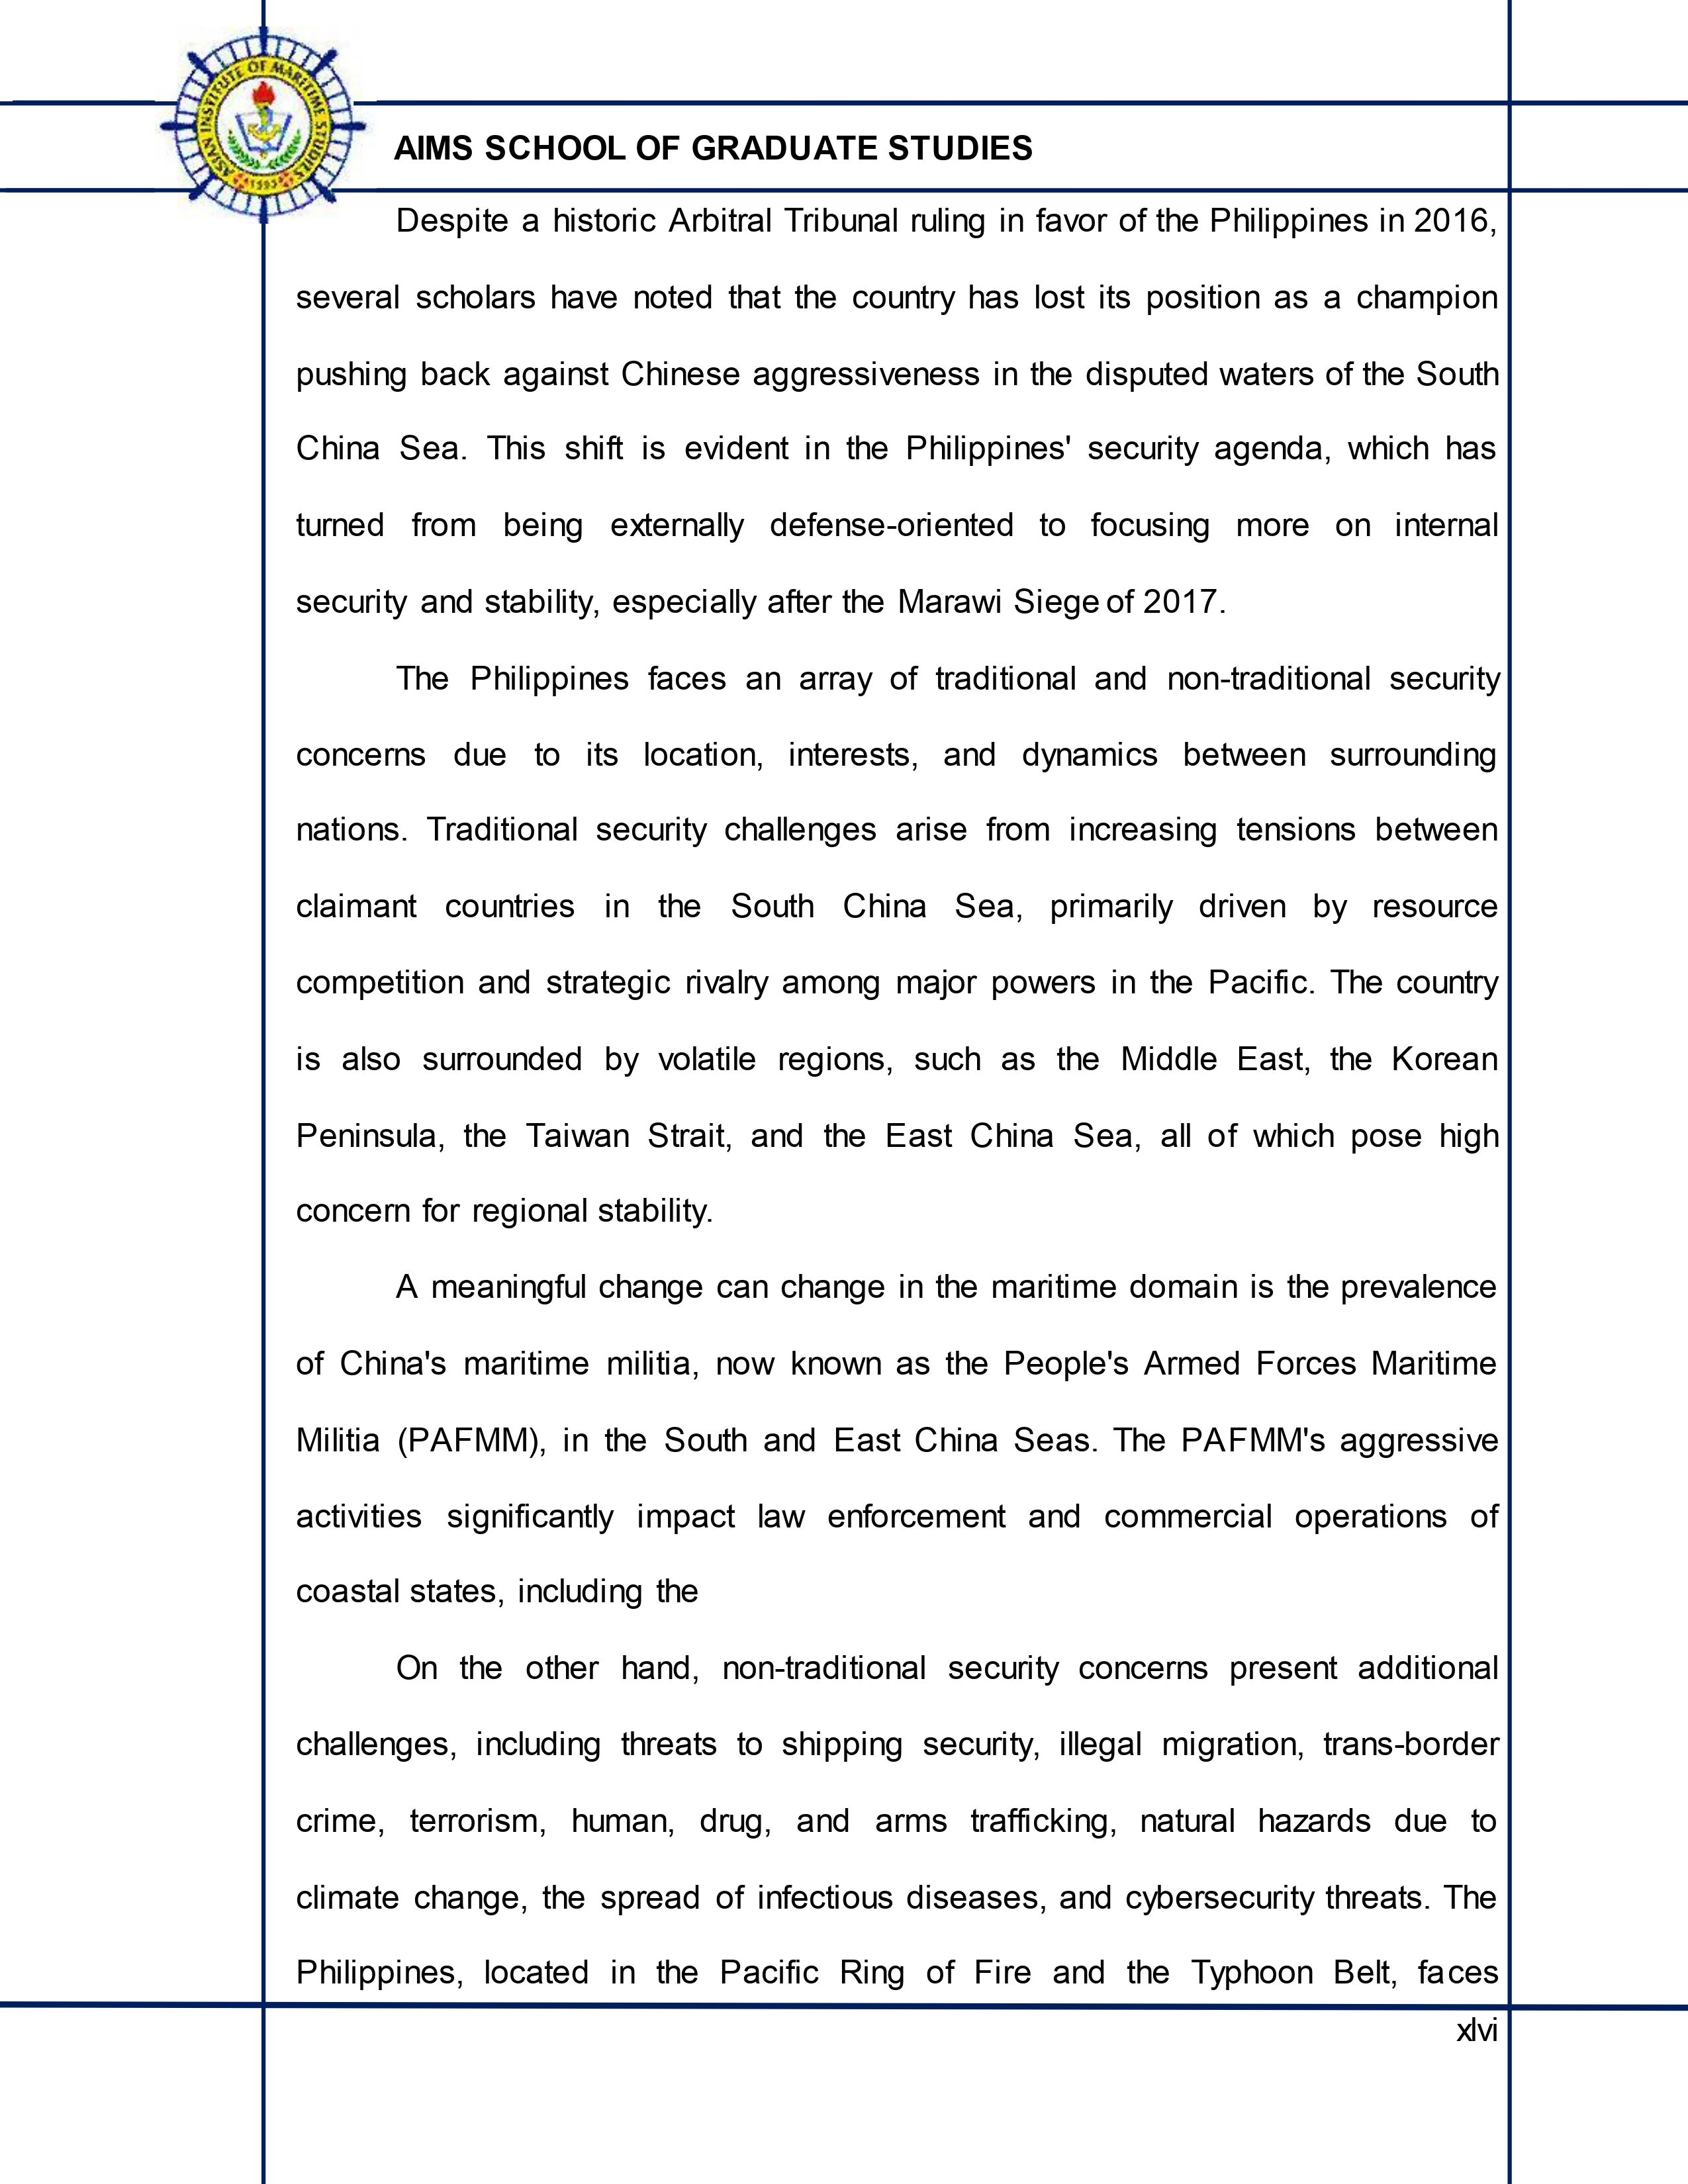 ASIAN INSTITUTE OF MARITIME STUDIES
1993
AIMS SCHOOL OF GRADUATE STUDIES
Despite a historic Arbitral Tribunal ruling in favor of the Philippines in 2016,
several scholars have noted that the country has lost its position as a champion
pushing back against Chinese aggressiveness in the disputed waters of the South
China Sea. This shift is evident in the Philippines' security agenda, which has
turned from being externally defense-oriented to focusing more on internal
security and stability, especially after the Marawi Siege of 2017.
The Philippines faces an array of traditional and non-traditional security
concerns due to its location, interests, and dynamics between surrounding
nations. Traditional security challenges arise from increasing tensions between
claimant countries in the South China Sea, primarily driven by resource
competition and strategic rivalry among major powers in the Pacific. The country
is also surrounded by volatile regions, such as the Middle East, the Korean
Peninsula, the Taiwan Strait, and the East China Sea, all of which pose high
concern for regional stability.
A meaningful change can change in the maritime domain is the prevalence
of China's maritime militia, now known as the People's Armed Forces Maritime
Militia (PAFMM), in the South and East China Seas. The PAFMM's aggressive
activities significantly impact law enforcement and commercial operations of
coastal states, including the
On the other hand, non-traditional security concerns present additional
challenges, including threats to shipping security, illegal migration, trans-border
crime, terrorism, human, drug, and arms trafficking, natural hazards due to
climate change, the spread of infectious diseases, and cybersecurity threats. The
Philippines, located in the Pacific Ring of Fire and the Typhoon Belt, faces
xlvi